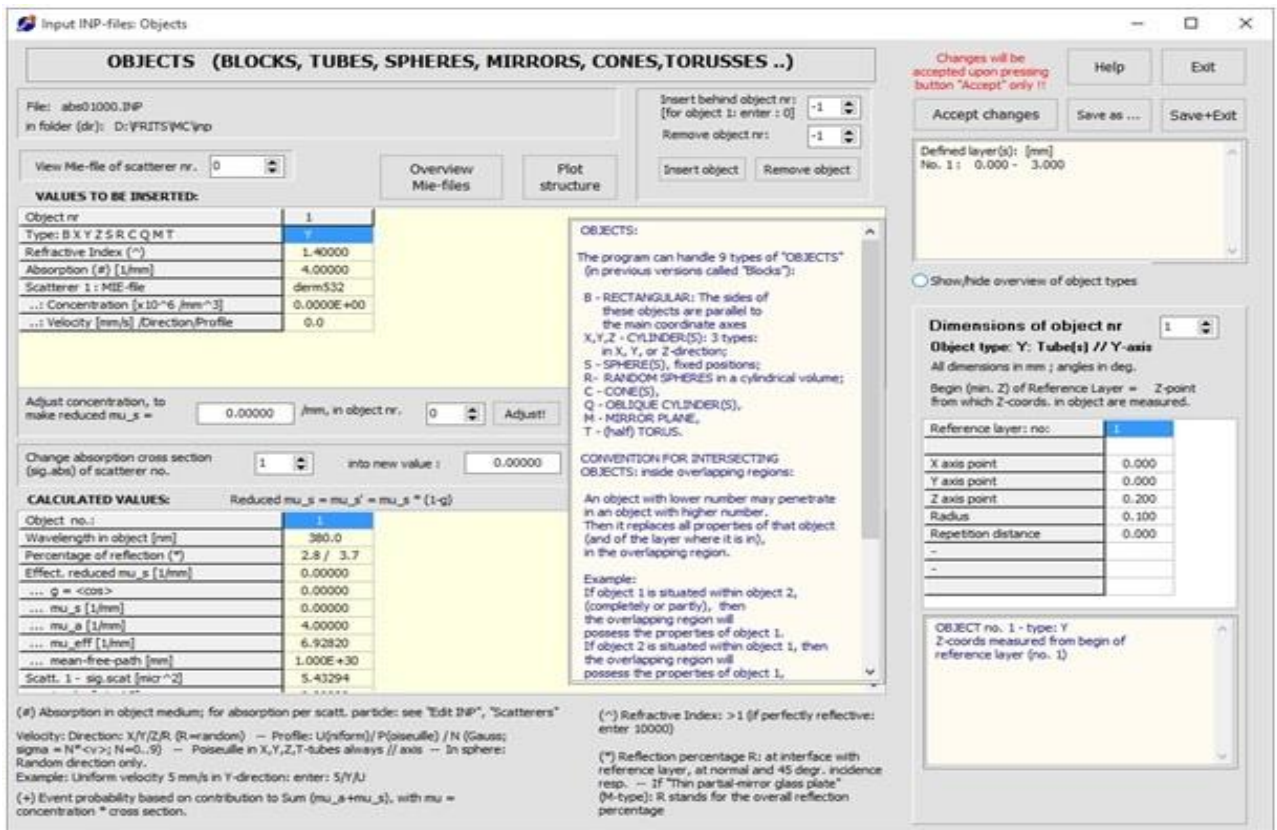 Input INP-files: Objects
OBJECTS (BLOCKS, TUBES, SPHERES, MIRRORS, CONES,TORUSSES ..)
File: abs01000.INP
in folder (dir): D:\FRITS\MC\inp
Insert behind object nr:
[for object 1: enter : 0]
-1
Remove object nr:
-1
Changes will be
accepted upon pressing
button "Accept" only !!
Help
Exit
Accept changes
Save as ...
Save+Exit
View Mie-file of scatterer nr.
0
Overview
Mie-files
Plot
structure
Insert object
Remove object
Defined layer(s): [mm]
No. 1 : 0.000 - 3.000
VALUES TO BE INSERTED:
Object nr 1
Type: B X Y Z S R C Q M T Y
Refractive Index (^) 1.40000
Absorption (#) [1/mm] 4.00000
Scatterer 1 : MIE-file derm532
..: Concentration [x10^6 /mm^3] 0.0000E+00
..: Velocity [mm/s] /Direction/Profile 0.0
Adjust concentration, to
make reduced mu_s =
0.00000
/mm, in object nr.
0
Adjust!
Change absorption cross section
(sig.abs) of scatterer no.
1
into new value :
0.00000
CALCULATED VALUES: Reduced mu_s = mu_s' = mu_s * (1-g)
Object no.: 1
Wavelength in object [nm] 380.0
Percentage of reflection (*) 2.8 / 3.7
Effect. reduced mu_s [1/mm] 0.00000
... g = <cos> 0.00000
... mu_s [1/mm] 0.00000
... mu_a [1/mm] 4.00000
... mu_eff [1/mm] 6.92820
... mean-free-path [mm] 1.000E+30
Scatt. 1 - sig.scat [micr^2] 5.43294
OBJECTS:
The program can handle 9 types of "OBJECTS"
(in previous versions called "Blocks"):
B - RECTANGULAR: The sides of
these objects are parallel to
the main coordinate axes
X,Y,Z - CYLINDER(S): 3 types:
in X, Y, or Z-direction;
S - SPHERE(S), fixed positions;
R- RANDOM SPHERES in a cylindrical volume;
C - CONE(S),
Q - OBLIQUE CYLINDER(S),
M - MIRROR PLANE,
T - (half) TORUS.
CONVENTION FOR INTERSECTING
OBJECTS: inside overlapping regions:
An object with lower number may penetrate
in an object with higher number.
Then it replaces all properties of that object
(and of the layer where it is in),
in the overlapping region.
Example:
If object 1 is situated within object 2,
(completely or partly), then
the overlapping region will
possess the properties of object 1.
If object 2 is situated within object 1, then
the overlapping region will
possess the properties of object 1,
Show/hide overview of object types
Dimensions of object nr
1
Object type: Y: Tube(s) // Y-axis
All dimensions in mm ; angles in deg.
Begin (min. Z) of Reference Layer = Z-point
from which Z-coords. in object are measured.
Reference layer: no: 1
X axis point 0.000
Y axis point 0.000
Z axis point 0.200
Radius 0.100
Repetition distance 0.000
-
-
OBJECT no. 1 - type: Y
Z-coords measured from begin of
reference layer (no. 1)
(#) Absorption in object medium; for absorption per scatt. particle: see "Edit INP", "Scatterers"
Velocity: Direction: X/Y/Z/R (R=random) -- Profile: U(niform)/ P(oiseuille) / N (Gauss;
sigma = N*<v>; N=0..9) -- Poiseuille in X,Y,Z,T-tubes always // axis -- In sphere:
Random direction only.
Example: Uniform velocity 5 mm/s in Y-direction: enter: 5/Y/U
(+) Event probability based on contribution to Sum (mu_a+mu_s), with mu =
concentration * cross section.
(^) Refractive Index: >1 (if perfectly reflective:
enter 10000)
(*) Reflection percentage R: at interface with
reference layer, at normal and 45 degr. incidence
resp. -- If "Thin partial-mirror glass plate"
(M-type): R stands for the overall reflection
percentage